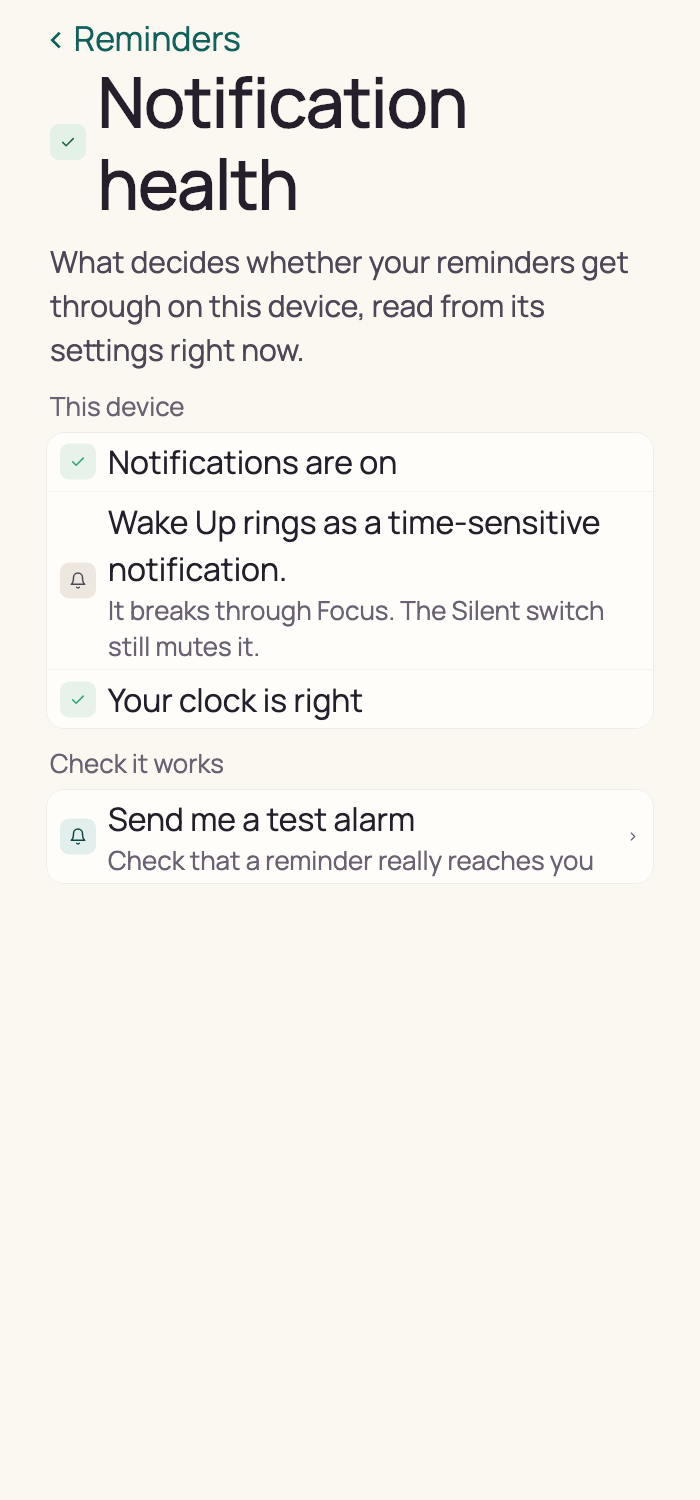 Reminders
Notification
health
What decides whether your reminders get
through on this device, read from its
settings right now.
This device
Notifications are on
Wake Up rings as a time-sensitive
notification.
It breaks through Focus. The Silent switch
still mutes it.
Your clock is right
Check it works
Send me a test alarm
Check that a reminder really reaches you